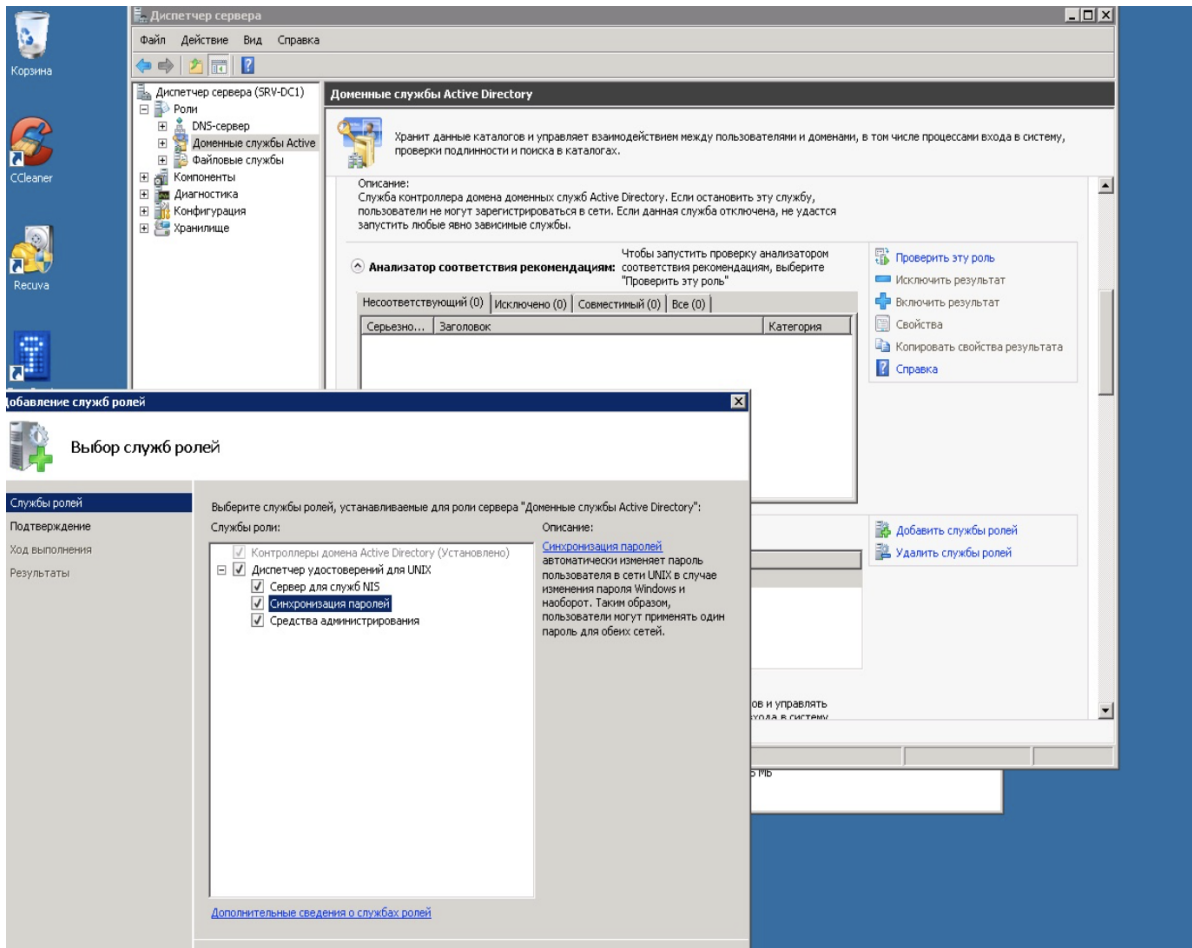 Корзина
CCleaner
Recuva
Диспетчер сервера
Файл Действие Вид Справка
Диспетчер сервера (SRV-DC1)
Роли
DNS-сервер
Доменные службы Active
Файловые службы
Компоненты
Диагностика
Конфигурация
Хранилище
Доменные службы Active Directory
Хранит данные каталогов и управляет взаимодействием между пользователями и доменами, в том числе процессами входа в систему,
проверки подлинности и поиска в каталогах.
Описание:
Служба контроллера домена доменных служб Active Directory. Если остановить эту службу,
пользователи не могут зарегистрироваться в сети. Если данная служба отключена, не удастся
запустить любые явно зависимые службы.
Анализатор соответствия рекомендациям:
Чтобы запустить проверку анализатором
соответствия рекомендациям, выберите
"Проверить эту роль"
Несоответствующий (0) Исключено (0) Совместимый (0) Все (0)
Серьезно... Заголовок Категория
Проверить эту роль
Исключить результат
Включить результат
Свойства
Копировать свойства результата
Справка
Добавить службы ролей
Удалить службы ролей
ов и управлять
5 Mb
обавление служб ролей
Выбор служб ролей
Службы ролей
Подтверждение
Ход выполнения
Результаты
Выберите службы ролей, устанавливаемые для роли сервера "Доменные службы Active Directory":
Службы роли:
Контроллеры домена Active Directory (Установлено)
Диспетчер удостоверений для UNIX
Сервер для служб NIS
Синхронизация паролей
Средства администрирования
Описание:
Синхронизация паролей
автоматически изменяет пароль
пользователя в сети UNIX в случае
изменения пароля Windows и
наоборот. Таким образом,
пользователи могут применять один
пароль для обеих сетей.
Дополнительные сведения о службах ролей